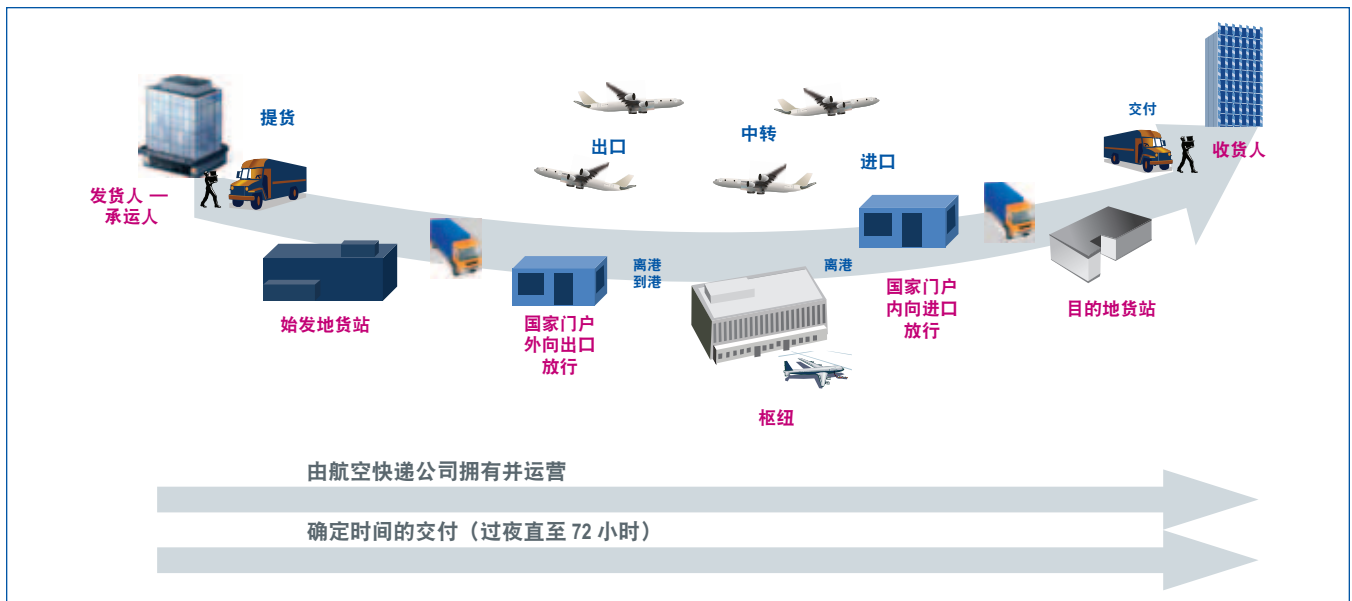 提货
发货人 —
承运人
始发地货站
出口
国家门户
外向出口
放行
离港
到港
中转
枢纽
离港
进口
国家门户
内向进口
放行
目的地货站
交付
收货人
由航空快递公司拥有并运营
确定时间的交付（过夜直至 72 小时）